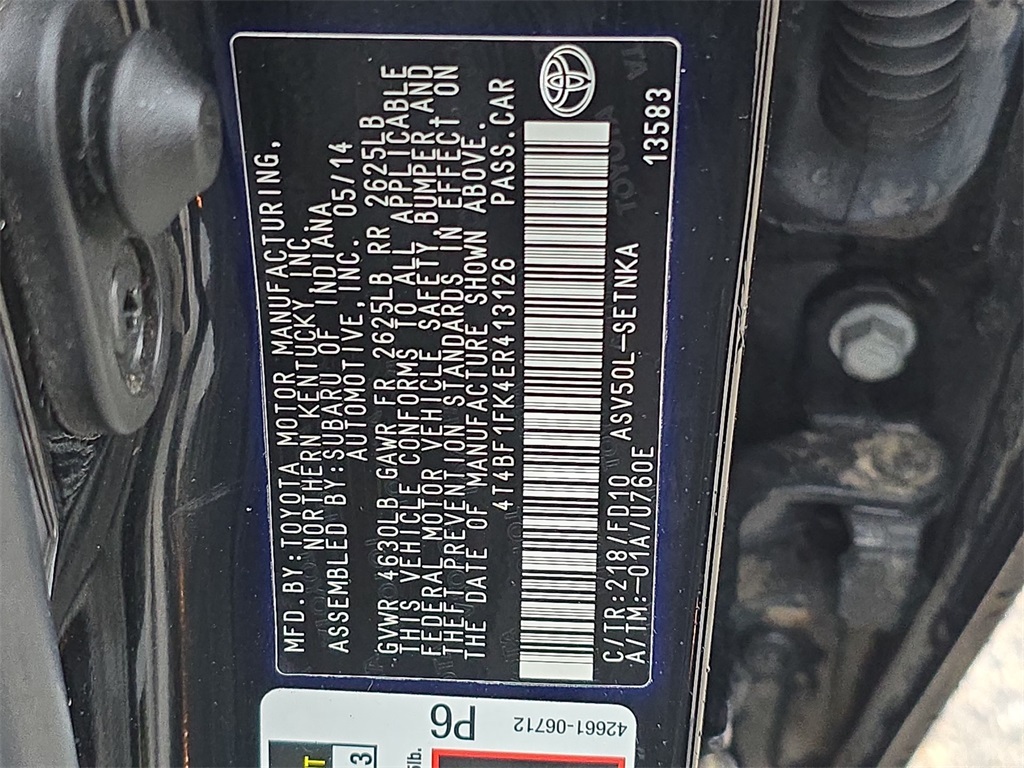 MFD.BY:TOYOTA MOTOR MANUFACTURING,
NORTHERN KENTUCKY INC.
ASSEMBLED BY:SUBARU OF INDIANA
AUTOMOTIVE,INC. 05/14
GVWR 4630LB GAWR FR 2625LB RR 2625LB
THIS VEHICLE CONFORMS TO ALL APPLICABLE
FEDERAL MOTOR VEHICLE SAFETY,BUMPER,AND
THEFT PREVENTION STANDARDS IN EFFECT ON
THE DATE OF MANUFACTURE SHOWN ABOVE.
4T4BF1FK4ER413126 PASS.CAR
C/TR:218/FD10 ASV50L-SETNKA 13583
A/TM:-01A/U760E
TOYOTA
P6
42661-06712
3
lb.